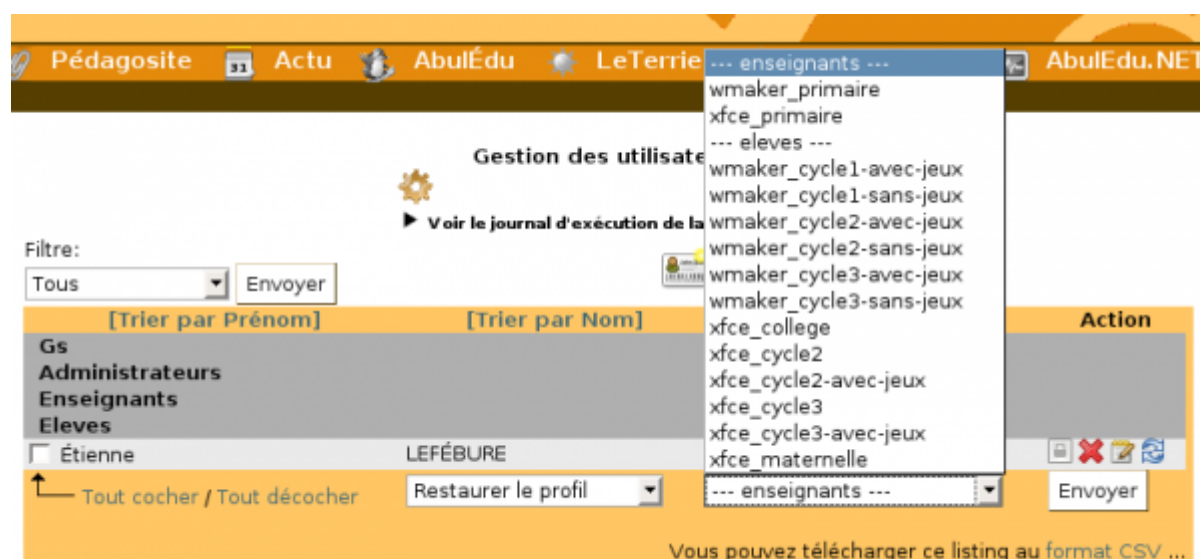 Pédagosite 31 Actu AbulÉdu LeTerrie AbulEdu.NET
--- enseignants ---
wmaker_primaire
xfce_primaire
--- eleves ---
wmaker_cycle1-avec-jeux
wmaker_cycle1-sans-jeux
wmaker_cycle2-avec-jeux
wmaker_cycle2-sans-jeux
wmaker_cycle3-avec-jeux
wmaker_cycle3-sans-jeux
xfce_college
xfce_cycle2
xfce_cycle2-avec-jeux
xfce_cycle3
xfce_cycle3-avec-jeux
xfce_maternelle
Gestion des utilisate
Voir le journal d'exécution de la
Filtre:
Tous Envoyer
[Trier par Prénom] [Trier par Nom] Action
Gs
Administrateurs
Enseignants
Eleves
Étienne LEFÉBURE
Tout cocher / Tout décocher Restaurer le profil --- enseignants --- Envoyer
Vous pouvez télécharger ce listing au format CSV ...